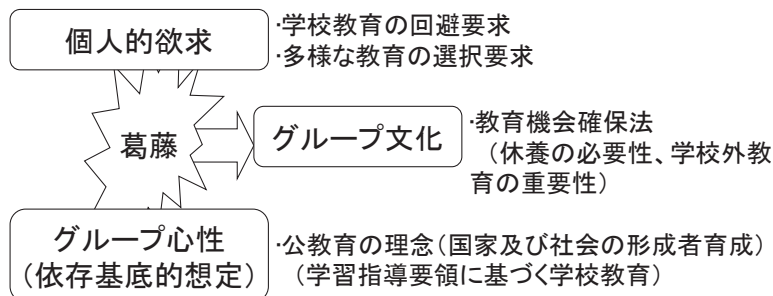 個人的欲求
･学校教育の回避要求
･多様な教育の選択要求
葛藤
グループ文化
･教育機会確保法
（休養の必要性、学校外教
育の重要性）
グループ心性
（依存基底的想定）
･公教育の理念（国家及び社会の形成者育成）
（学習指導要領に基づく学校教育）